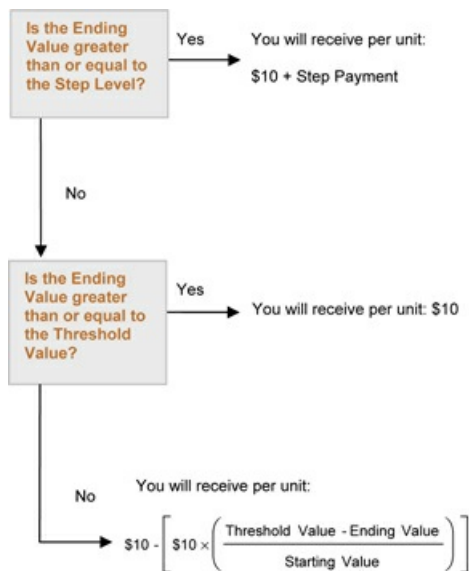 Is the Ending
Value greater
than or equal to
the Step Level?
Yes
You will receive per unit:
$10 + Step Payment
No
Is the Ending
Value greater
than or equal to
the Threshold
Value?
Yes
You will receive per unit: $10
No
You will receive per unit:
$10 - [ $10 × ( Threshold Value - Ending Value
Starting Value ) ]